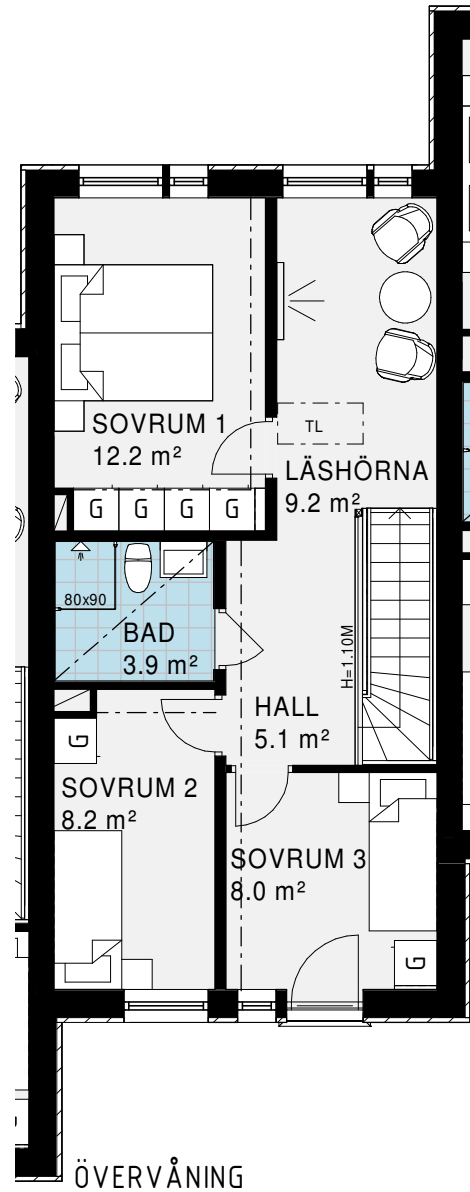 SOVRUM 1
12.2 m²
TL
LÄSHÖRNA
9.2 m²
G G G G
80x90
BAD
3.9 m²
H=1.10M
HALL
5.1 m²
G
SOVRUM 2
8.2 m²
SOVRUM 3
8.0 m²
G
ÖVERVÅNING